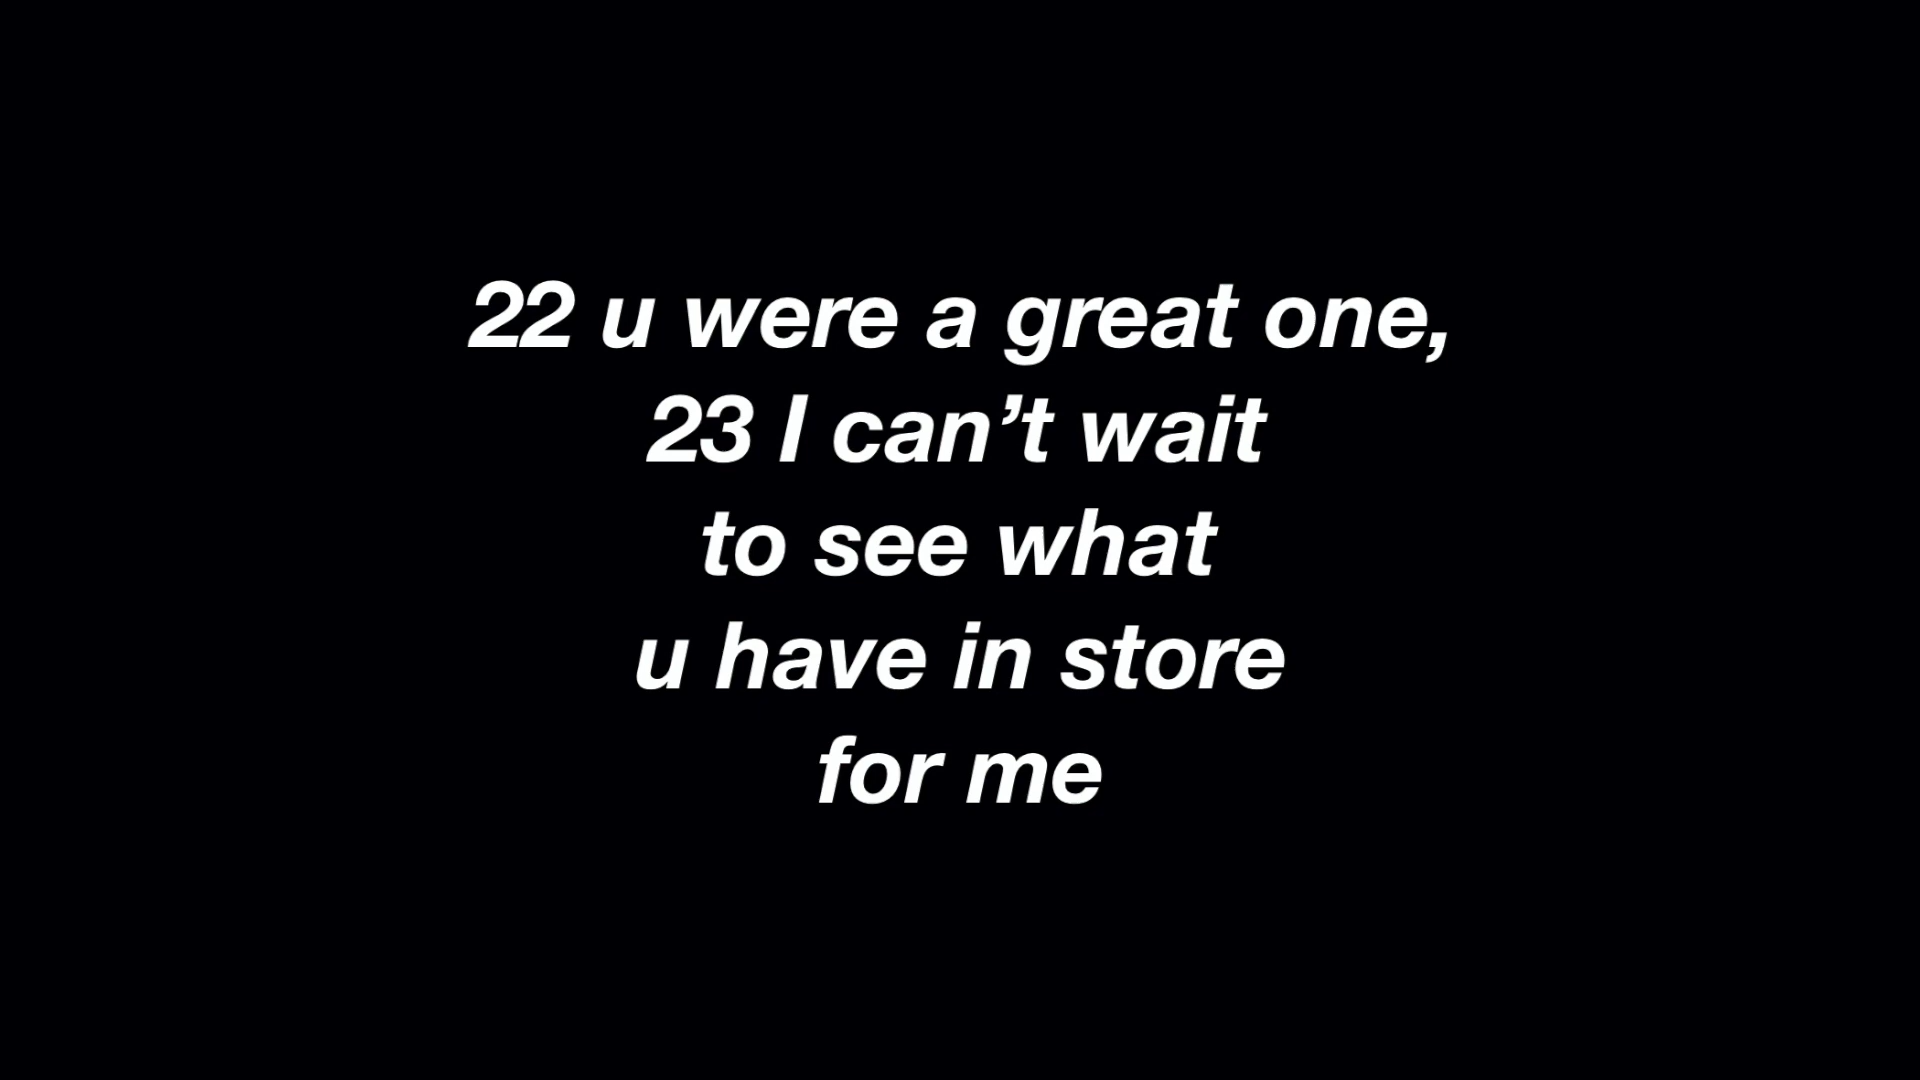 22 u were a great one,
23 I can’t wait
to see what
u have in store
for me